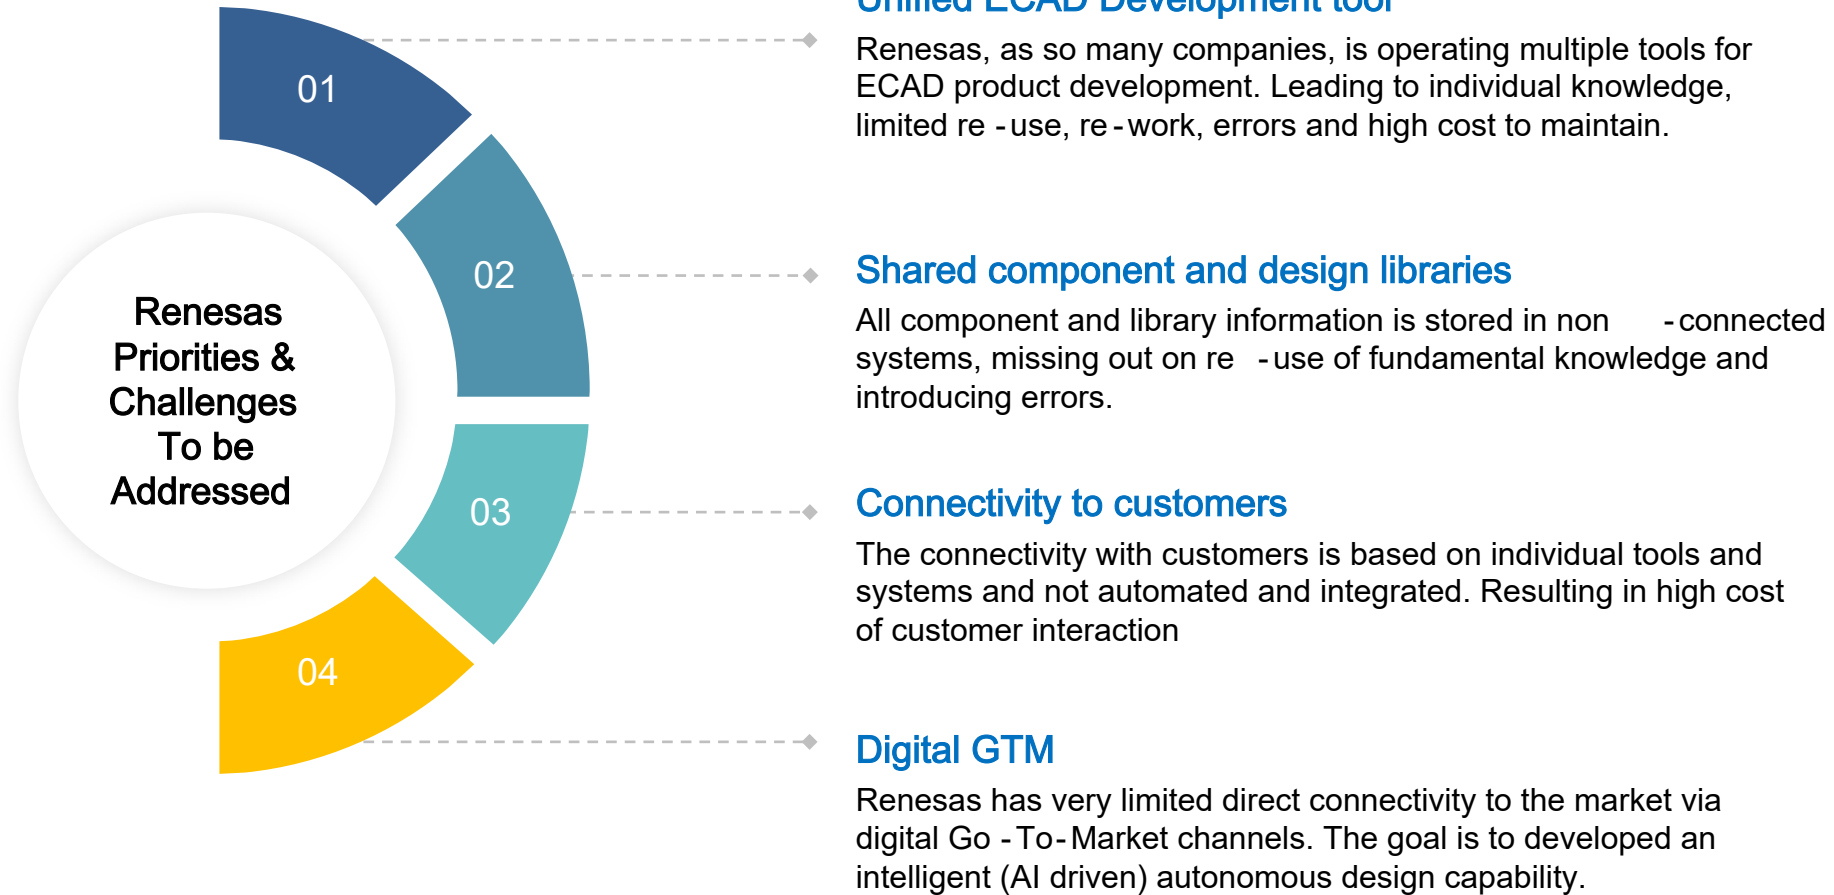 Renesas
Priorities &
Challenges
To be
Addressed
01
Unified ECAD Development tool
Renesas, as so many companies, is operating multiple tools for
ECAD product development. Leading to individual knowledge,
limited re -use, re-work, errors and high cost to maintain.
02
Shared component and design libraries
All component and library information is stored in non -connected
systems, missing out on re -use of fundamental knowledge and
introducing errors.
03
Connectivity to customers
The connectivity with customers is based on individual tools and
systems and not automated and integrated. Resulting in high cost
of customer interaction
04
Digital GTM
Renesas has very limited direct connectivity to the market via
digital Go -To-Market channels. The goal is to developed an
intelligent (AI driven) autonomous design capability.